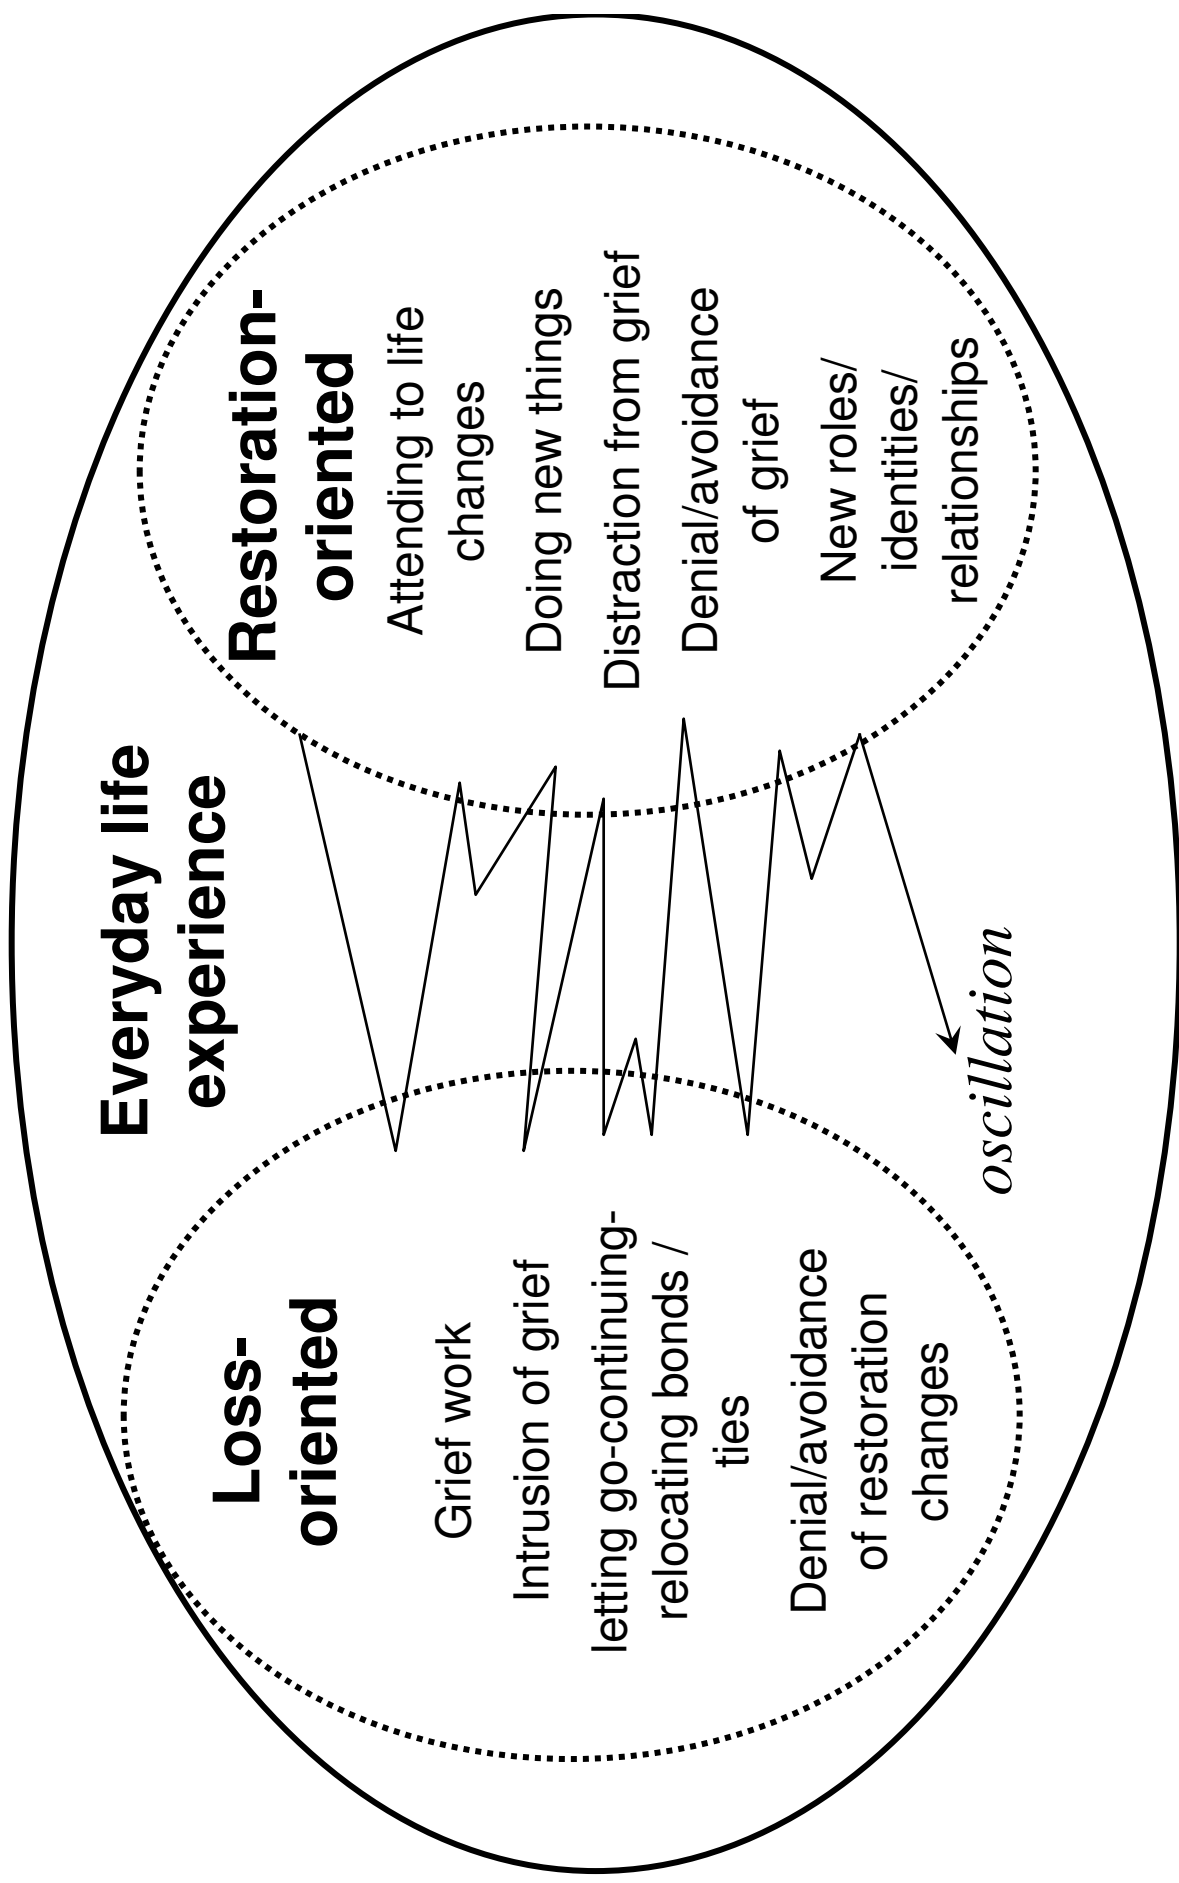 Everyday life
experience
Loss-
oriented
Grief work
Intrusion of grief
letting go-continuing-
relocating bonds /
ties
Denial/avoidance
of restoration
changes
Restoration-
oriented
Attending to life
changes
Doing new things
Distraction from grief
Denial/avoidance
of grief
New roles/
identities/
relationships
oscillation